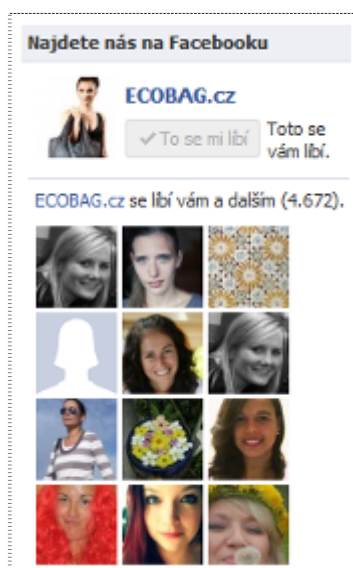 Najdete nás na Facebooku
ECOBAG.cz
To se mi líbí
Toto se
vám líbí.
ECOBAG.cz se líbí vám a dalším (4.672).